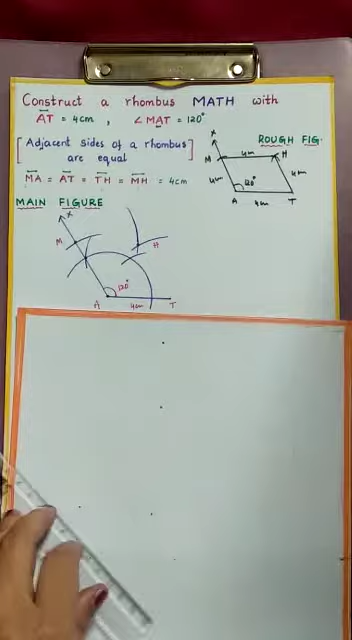 Construct a rhombus MATH with
AT = 4cm, ∠MAT = 120°
[Adjacent sides of a rhombus
are equal]
MA = AT = TH = MH = 4cm
ROUGH FIG.
X
M 4cm H
4cm 120° 4cm
A 4cm T
MAIN FIGURE
X
M H
120°
A 4cm T